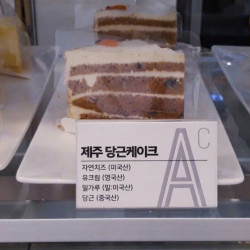 제주 당근케이크
자연치즈 (미국산)
유크림 (영국산)
밀가루 (밀:미국산)
당근 (중국산)
A C